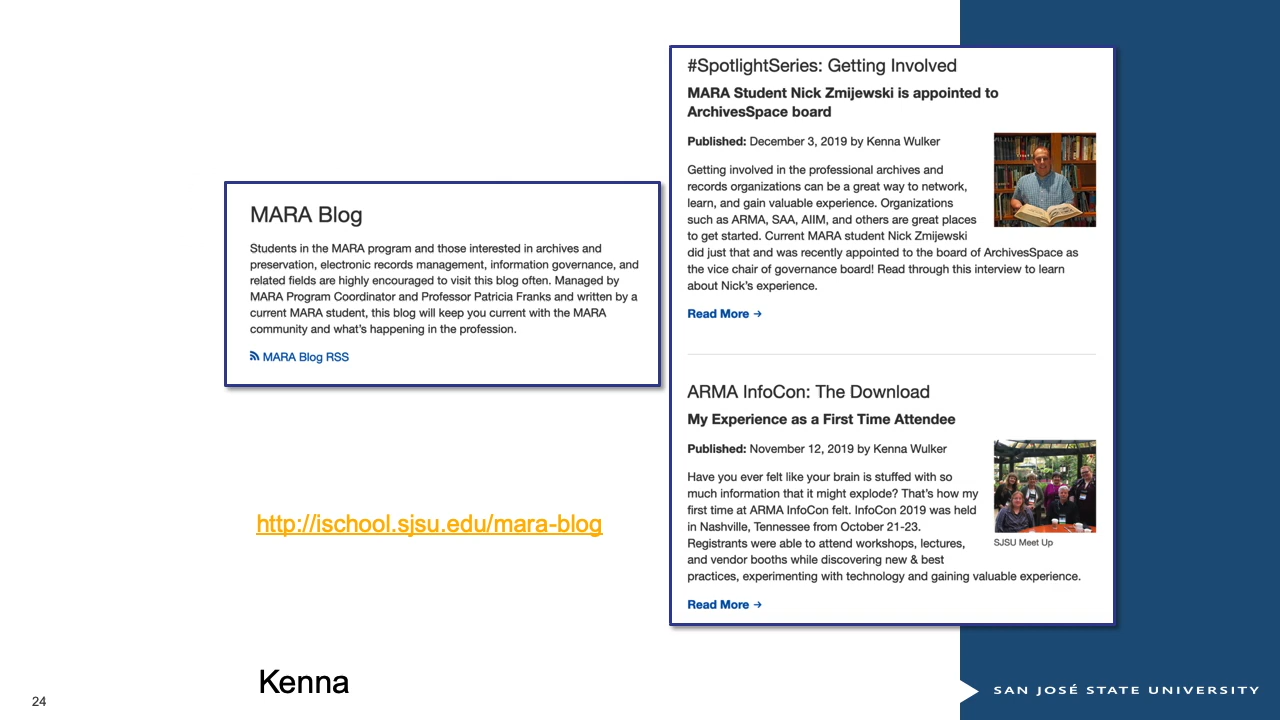 MARA Blog
Students in the MARA program and those interested in archives and
preservation, electronic records management, information governance, and
related fields are highly encouraged to visit this blog often. Managed by
MARA Program Coordinator and Professor Patricia Franks and written by a
current MARA student, this blog will keep you current with the MARA
community and what's happening in the profession.
MARA Blog RSS
http://ischool.sjsu.edu/mara-blog
Kenna
24
#SpotlightSeries: Getting Involved
MARA Student Nick Zmijewski is appointed to
ArchivesSpace board
Published: December 3, 2019 by Kenna Wulker
Getting involved in the professional archives and
records organizations can be a great way to network,
learn, and gain valuable experience. Organizations
such as ARMA, SAA, AIIM, and others are great places
to get started. Current MARA student Nick Zmijewski
did just that and was recently appointed to the board of ArchivesSpace as
the vice chair of governance board! Read through this interview to learn
about Nick's experience.
Read More →
ARMA InfoCon: The Download
My Experience as a First Time Attendee
Published: November 12, 2019 by Kenna Wulker
Have you ever felt like your brain is stuffed with so
much information that it might explode? That's how my
first time at ARMA InfoCon felt. InfoCon 2019 was held
in Nashville, Tennessee from October 21-23.
Registrants were able to attend workshops, lectures,
and vendor booths while discovering new & best
practices, experimenting with technology and gaining valuable experience.
SJSU Meet Up
Read More →
SAN JOSÉ STATE UNIVERSITY